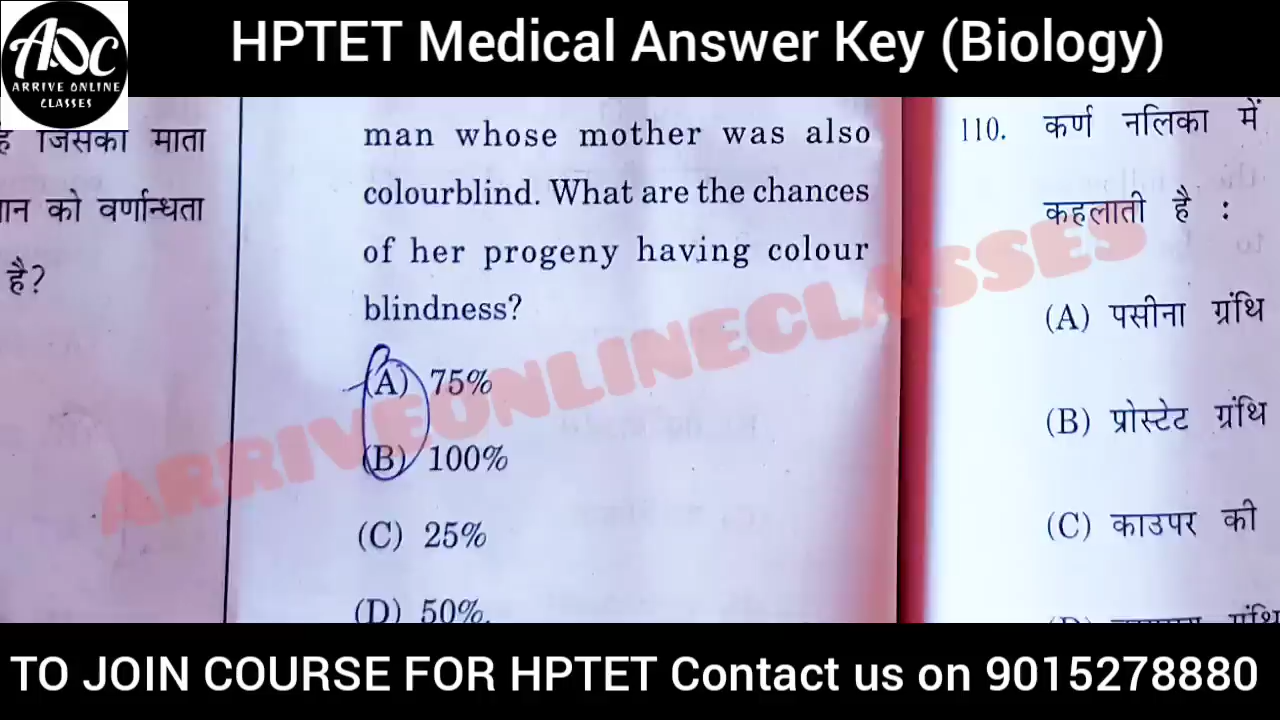 ADC
ARRIVE ONLINE
CLASSES
HPTET Medical Answer Key (Biology)
है जिसकी माता
को वर्णान्धता
है?
man whose mother was also
colourblind. What are the chances
of her progeny having colour
blindness?
(A) 75%
(B) 100%
(C) 25%
(D) 50%.
110. कर्ण नलिका में
कहलाती है :
(A) पसीना ग्रंथि
(B) प्रोस्टेट ग्रंथि
(C) काउपर की
ARRIVEONLINECLASSES
TO JOIN COURSE FOR HPTET Contact us on 9015278880